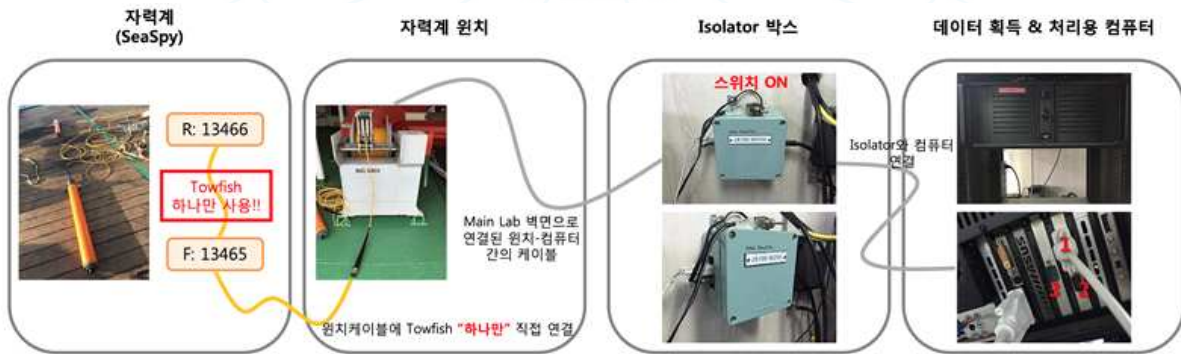 자력계
(SeaSpy)
자력계 윈치
Isolator 박스
데이터 획득 & 처리용 컴퓨터
R: 13466
Towfish
하나만 사용!!
F: 13465
Main Lab 벽면으로
연결된 윈치-컴퓨터
간의 케이블
윈치케이블에 Towfish "하나만" 직접 연결
스위치 ON
Isolator와 컴퓨터
연결
1
3
2